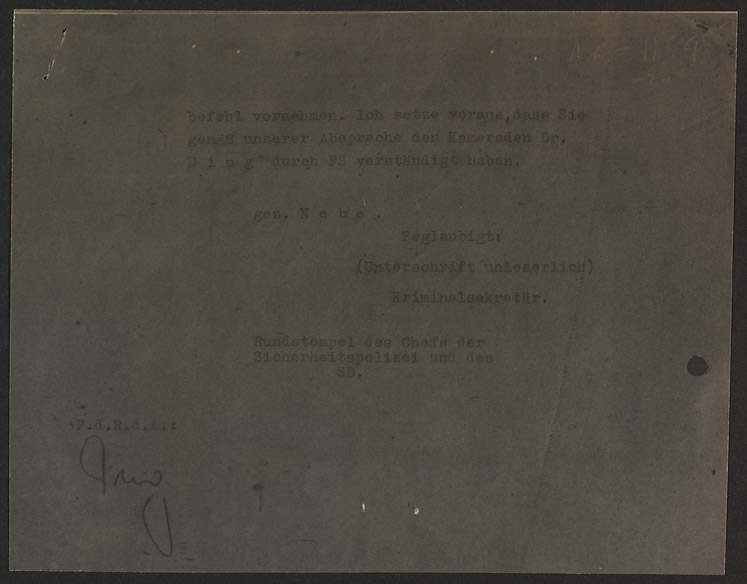 - 2 -
befehl vornehmen. Ich setze voraus, dass Sie
gemäß unserer Absprache den Kameraden Dr.
D i n g " durch FS verständigt haben.
gez. N e b e .
Beglaubigt:
(Unterschrift unleserlich)
Kriminalsekretär.
Rundstempel des Chefs der
Sicherheitspolizei und des
SD.
F.d.R.d.A.: